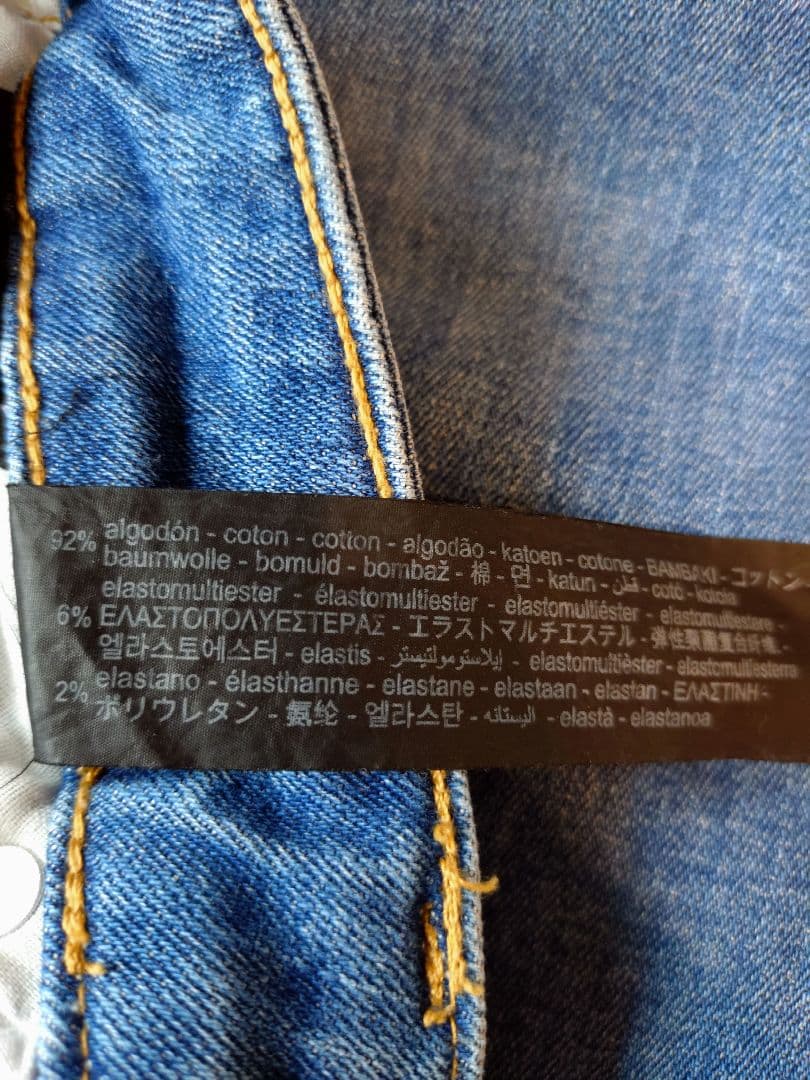 92% algodón - coton - cotton - algodão - katoen - cotone - ΒΑΜΒΑΚΙ - コットン
baumwolle - bomuld - bombaž - 棉 - 면 - katun - قطن - cotó - kotoia
elastomultiester - élastomultiester - elastomultiéster - elastomultiestere -
6% ΕΛΑΣΤΟΠΟΛΥΕΣΤΕΡΑΣ - エラストマルチエステル - 弹性聚酯复合纤维 -
엘라스토에스터 - elastis - إيلاستومولتيستر - elastomultièster - elastomultiesterra
2% elastano - élasthanne - elastane - elastaan - elastan - ΕΛΑΣΤΙΝΗ -
ポリウレタン - 氨纶 - 엘라스탄 - اليستانه - elastà - elastanoa